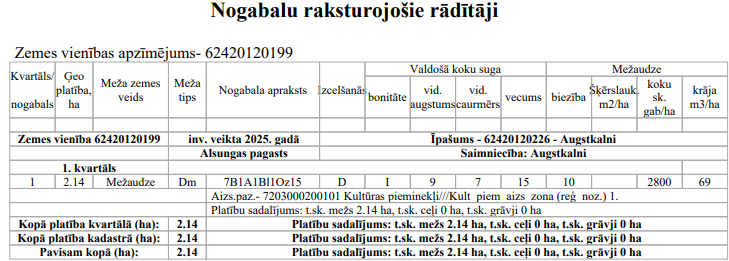 Nogabalu raksturojošie rādītāji
Zemes vienības apzīmējums- 62420120199
Kvartāls/ nogabals Ģeo platība, ha Meža zemes veids Meža tips Nogabala apraksts Izcelšanās Valdošā koku suga Mežaudze
bonitāte vid. augstums vid. caurmērs vecums biezība Šķērslauk. m2/ha koku sk. gab/ha krāja m3/ha
Zemes vienība 62420120199 inv. veikta 2025. gadā Īpašums - 62420120226 - Augstkalni
Alsungas pagasts Saimniecība: Augstkalni
1. kvartāls
1 2.14 Mežaudze Dm 7B1A1Bl1Oz15 D I 9 7 15 10 2800 69
Aizs.paz.- 7203000200101 Kultūras pieminekļi///Kult piem aizs zona (reģ noz.) 1.
Platību sadalījums: t.sk. mežs 2.14 ha, t.sk. ceļi 0 ha, t.sk. grāvji 0 ha
Kopā platība kvartālā (ha): 2.14 Platību sadalījums: t.sk. mežs 2.14 ha, t.sk. ceļi 0 ha, t.sk. grāvji 0 ha
Kopā platība kadastrā (ha): 2.14 Platību sadalījums: t.sk. mežs 2.14 ha, t.sk. ceļi 0 ha, t.sk. grāvji 0 ha
Pavisam kopā (ha): 2.14 Platību sadalījums: t.sk. mežs 2.14 ha, t.sk. ceļi 0 ha, t.sk. grāvji 0 ha